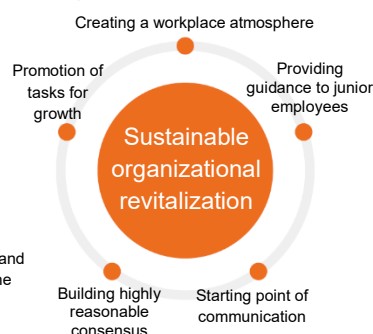 Creating a workplace atmosphere
Promotion of
tasks for
growth
Providing
guidance to junior
employees
Sustainable
organizational
revitalization
and
Building highly
reasonable
consensus
Starting point of
communication